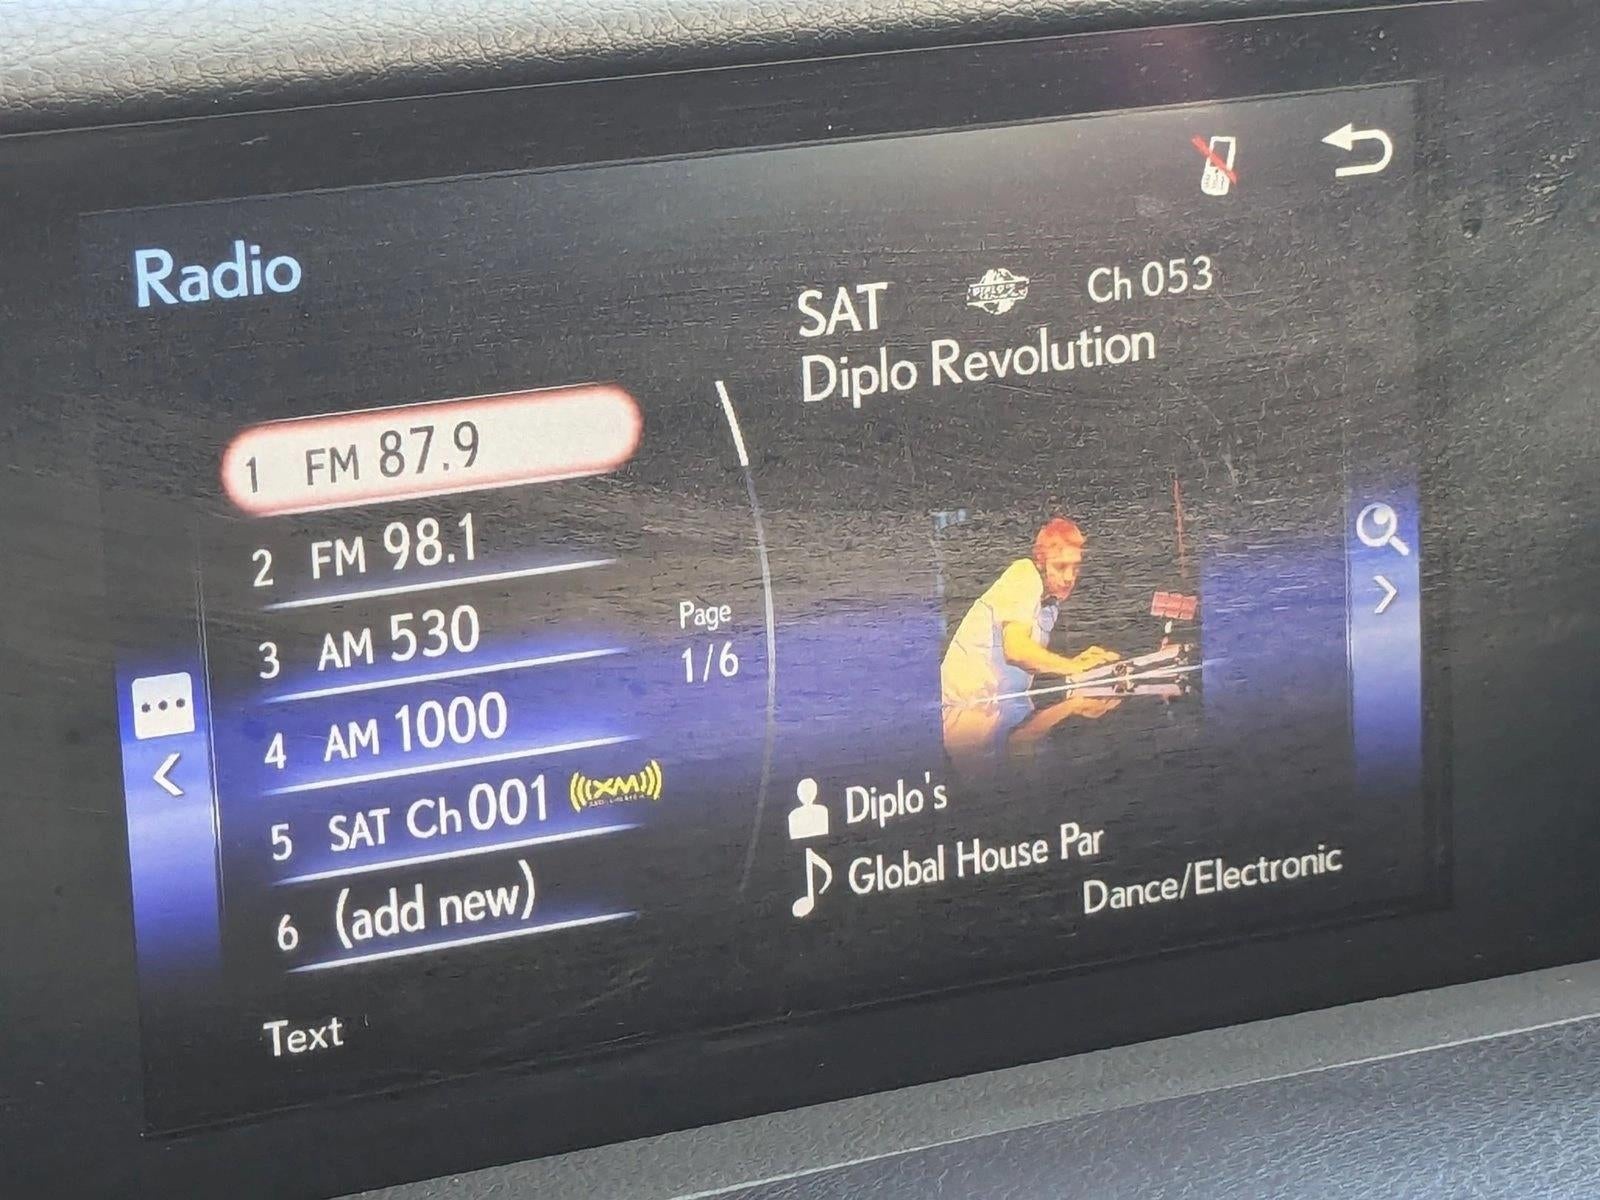 Radio
SAT Ch 053
Diplo Revolution
1 FM 87.9
2 FM 98.1
3 AM 530
4 AM 1000
5 SAT Ch 001 XM
6 (add new)
Page
1/6
Diplo's
Global House Par
Dance/Electronic
Text